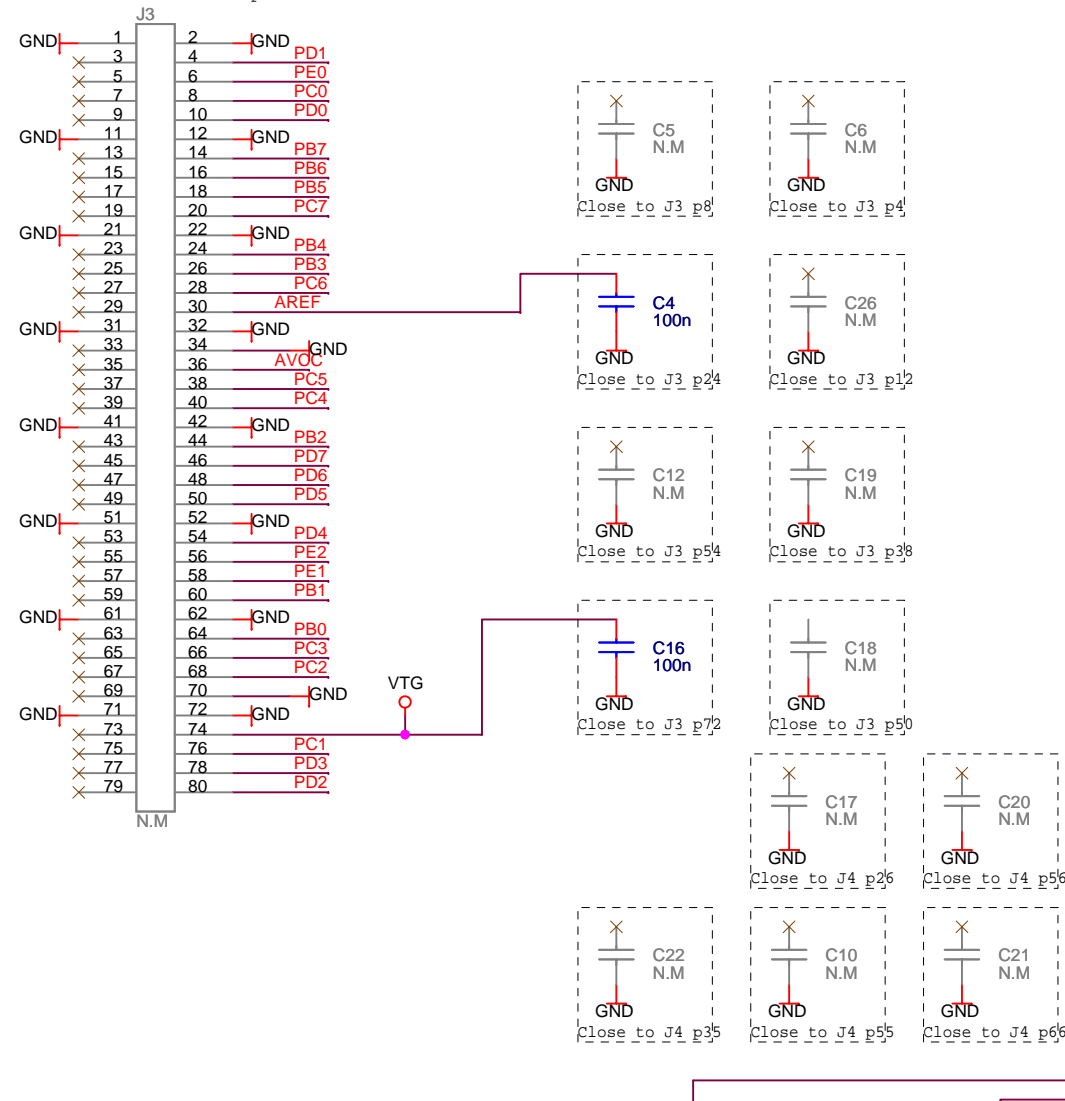 J3
GND 1 2 GND
3 4 PD1
5 6 PE0
7 8 PC0
9 10 PD0
GND 11 12 GND
13 14 PB7
15 16 PB6
17 18 PB5
19 20 PC7
GND 21 22 GND
23 24 PB4
25 26 PB3
27 28 PC6
29 30 AREF
GND 31 32 GND
33 34 GND
35 36 AVCC
37 38 PC5
39 40 PC4
GND 41 42 GND
43 44 PB2
45 46 PD7
47 48 PD6
49 50 PD5
GND 51 52 GND
53 54 PD4
55 56 PE2
57 58 PE1
59 60 PB1
GND 61 62 GND
63 64 PB0
65 66 PC3
67 68 PC2
69 70 GND
GND 71 72 GND
73 74
75 76 PC1
77 78 PD3
79 80 PD2
N.M
VTG
C5
N.M
GND
Close to J3 p8
C6
N.M
GND
Close to J3 p4
C4
100n
GND
Close to J3 p24
C26
N.M
GND
Close to J3 p12
C12
N.M
GND
Close to J3 p54
C19
N.M
GND
Close to J3 p38
C16
100n
GND
Close to J3 p72
C18
N.M
GND
Close to J3 p50
C17
N.M
GND
Close to J4 p26
C20
N.M
GND
Close to J4 p56
C22
N.M
GND
Close to J4 p35
C10
N.M
GND
Close to J4 p55
C21
N.M
GND
Close to J4 p66